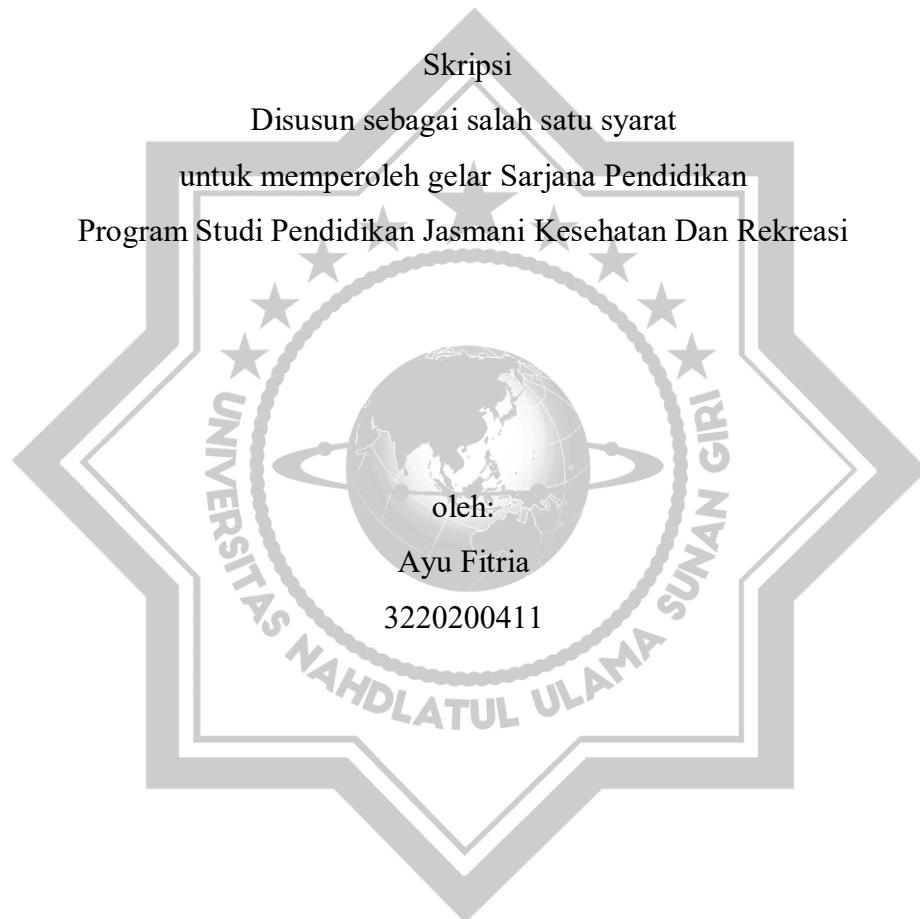 Skripsi
Disusun sebagai salah satu syarat
untuk memperoleh gelar Sarjana Pendidikan
Program Studi Pendidikan Jasmani Kesehatan Dan Rekreasi
oleh:
Ayu Fitria
3220200411
UNIVERSITAS NAHDLATUL ULAMA SUNAN GIRI